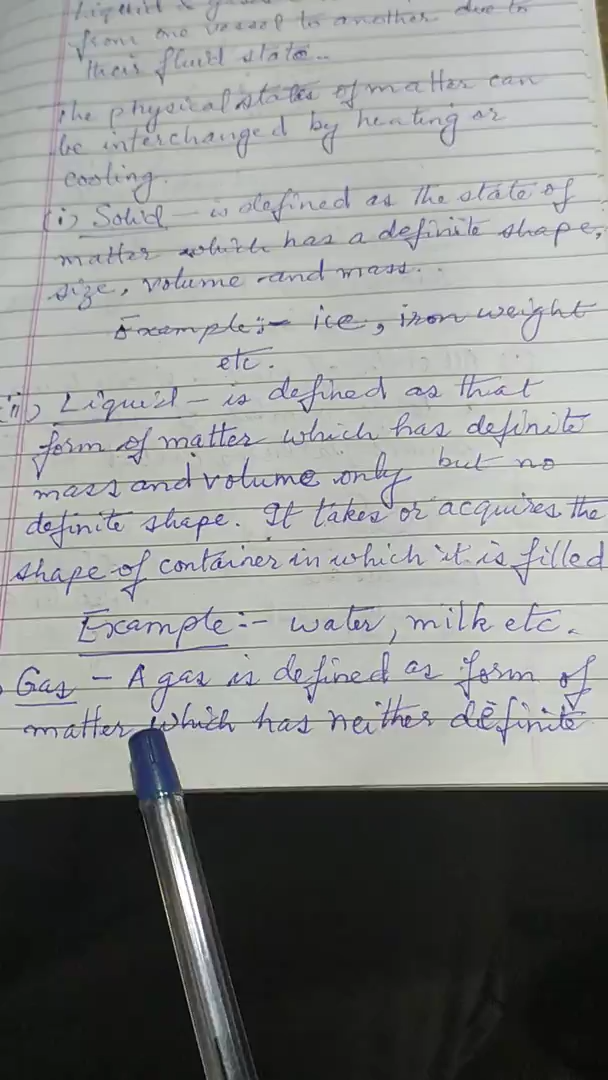 Liquid & gases
from one vessel to another due to
their fluid state.
The physical states of matter can
be interchanged by heating or
cooling.
(i) Solid - is defined as the state of
matter which has a definite shape,
size, volume and mass.
Example:- ice, iron weight
etc.
(ii) Liquid - is defined as that
form of matter which has definite
mass and volume only but no
definite shape. It takes or acquires the
shape of container in which it is filled
Example:- water, milk etc.
Gas - A gas is defined as form of
matter which has neither definite